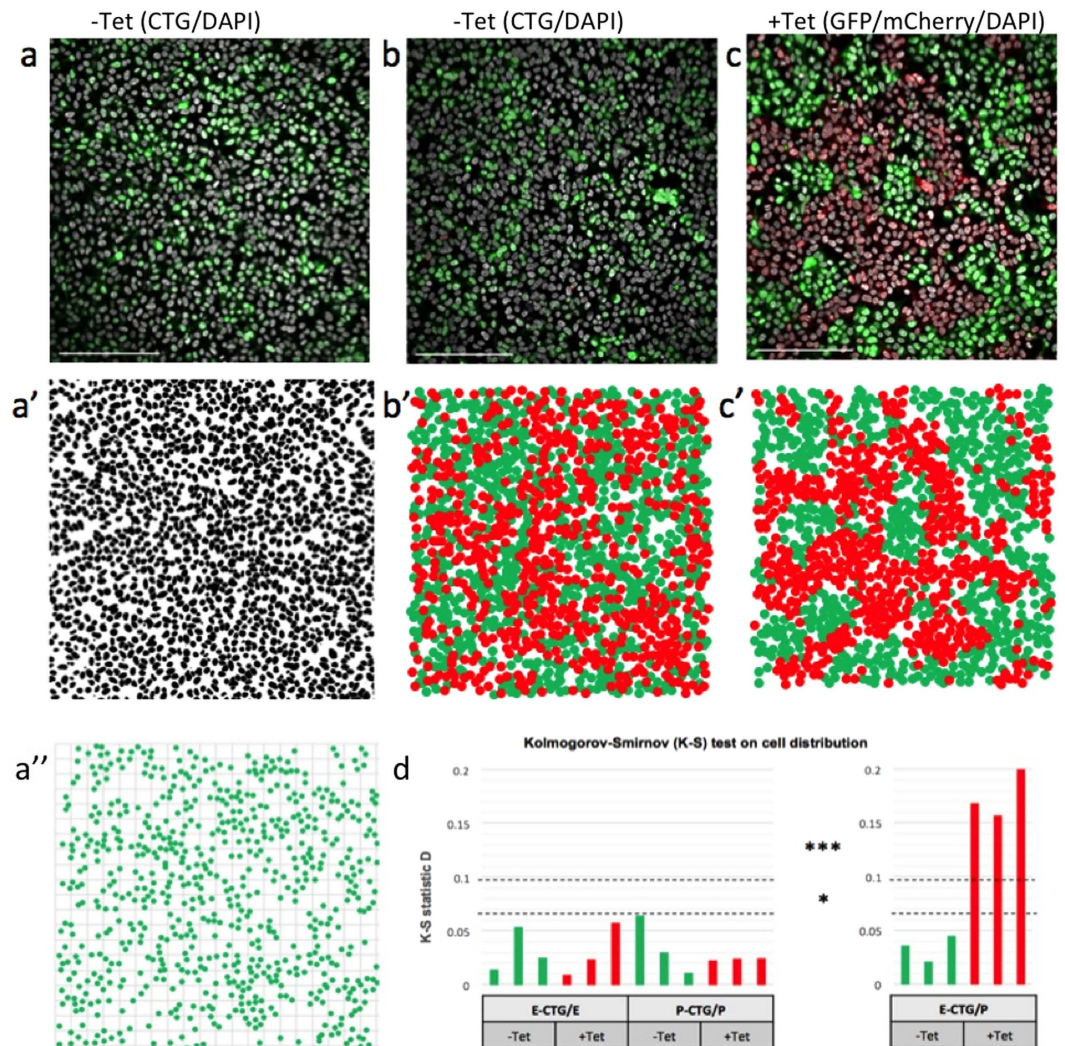 -Tet (CTG/DAPI) -Tet (CTG/DAPI) +Tet (GFP/mCherry/DAPI)
a b c
a’ b’ c’
a’’ d
Kolmogorov-Smirnov (K-S) test on cell distribution
K-S statistic D
0.2 0.2
0.15 0.15
***
0.1 0.1
*
0.05 0.05
0 0
E-CTG/E P-CTG/P E-CTG/P
-Tet +Tet -Tet +Tet -Tet +Tet